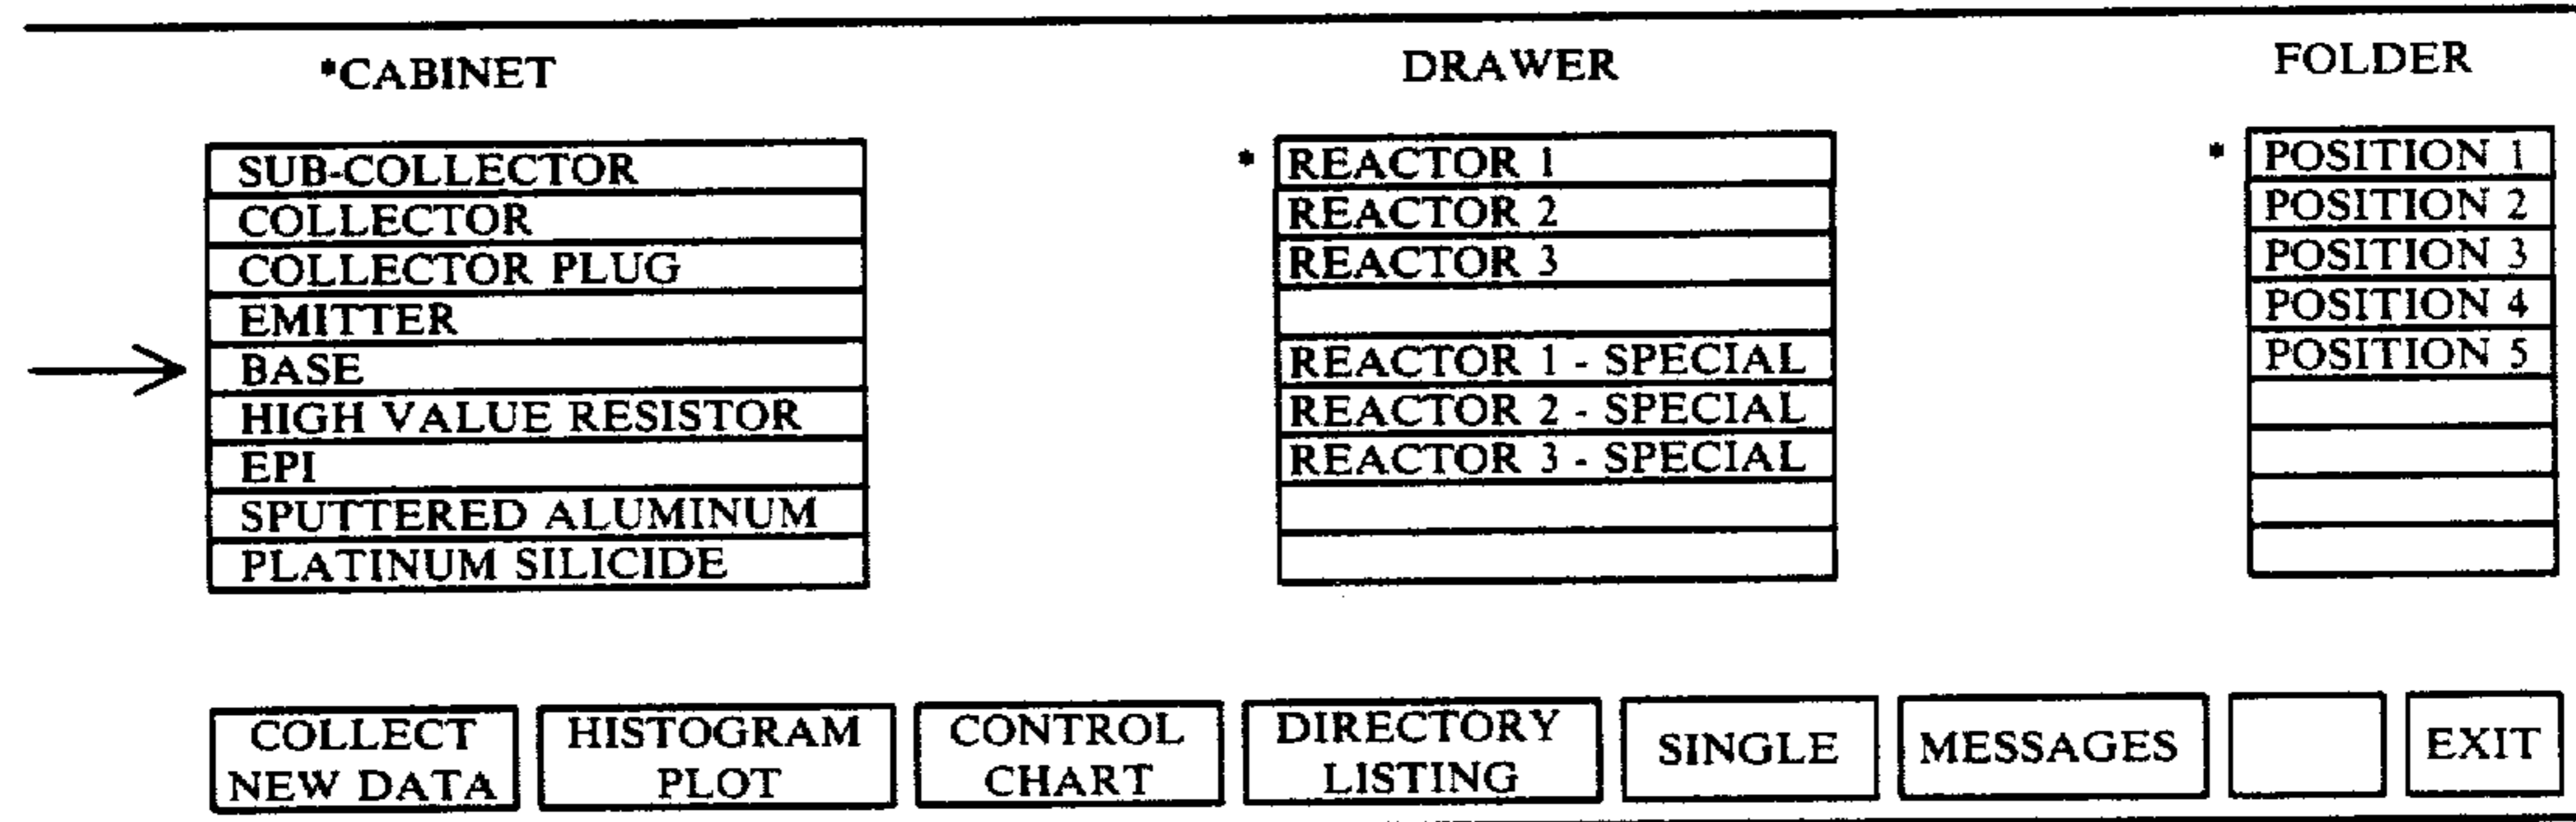 *CABINET
SUB-COLLECTOR
COLLECTOR
COLLECTOR PLUG
EMITTER
BASE
HIGH VALUE RESISTOR
EPI
SPUTTERED ALUMINUM
PLATINUM SILICIDE
DRAWER
* REACTOR 1
REACTOR 2
REACTOR 3
REACTOR 1 - SPECIAL
REACTOR 2 - SPECIAL
REACTOR 3 - SPECIAL
FOLDER
* POSITION 1
POSITION 2
POSITION 3
POSITION 4
POSITION 5
COLLECT
NEW DATA
HISTOGRAM
PLOT
CONTROL
CHART
DIRECTORY
LISTING
SINGLE
MESSAGES
EXIT